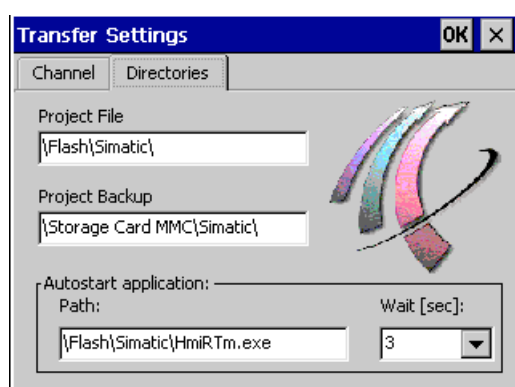 Transfer Settings OK ×
Channel Directories
Project File
\Flash\Simatic\
Project Backup
\Storage Card MMC\Simatic\
Autostart application:
Path: Wait [sec]:
\Flash\Simatic\HmiRTm.exe 3